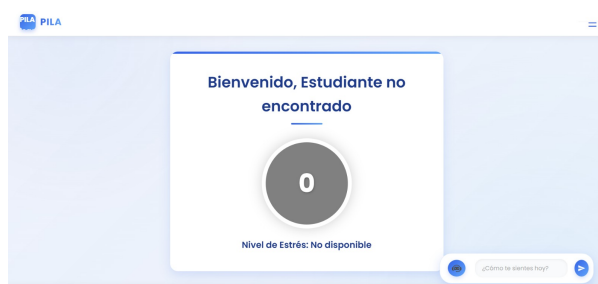 PILA PILA
Bienvenido, Estudiante no
encontrado
0
Nivel de Estrés: No disponible
¿Cómo te sientes hoy?